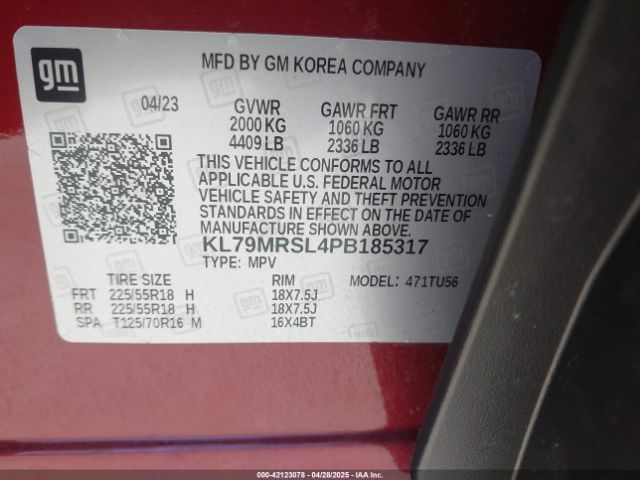 gm
MFD BY GM KOREA COMPANY
04/23 GVWR GAWR FRT GAWR RR
2000 KG 1060 KG 1060 KG
4409 LB 2336 LB 2336 LB
THIS VEHICLE CONFORMS TO ALL
APPLICABLE U.S. FEDERAL MOTOR
VEHICLE SAFETY AND THEFT PREVENTION
STANDARDS IN EFFECT ON THE DATE OF
MANUFACTURE SHOWN ABOVE.
KL79MRSL4PB185317
TYPE: MPV MODEL: 471TU56
TIRE SIZE RIM
FRT 225/55R18 H 18X7.5J
RR 225/55R18 H 18X7.5J
SPA T125/70R16 M 16X4BT
000-42123078 - 04/28/2025 - IAA, Inc.